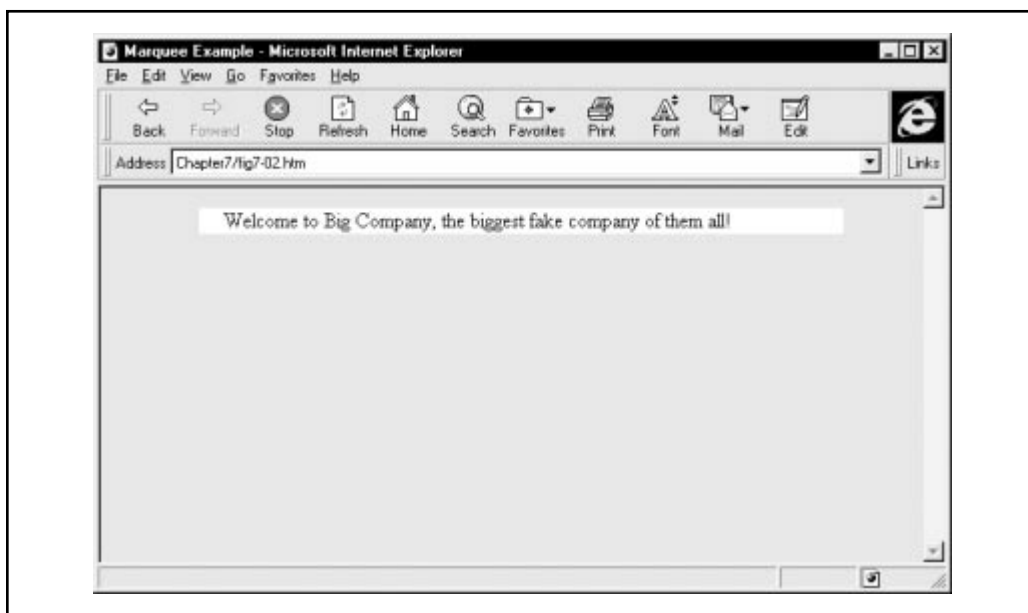 Marquee Example - Microsoft Internet Explorer
File Edit View Go Favorites Help
Back Forward Stop Refresh Home Search Favorites Print Font Mail Edit
Address Chapter7/fig7-02.htm Links
Welcome to Big Company, the biggest fake company of them all!